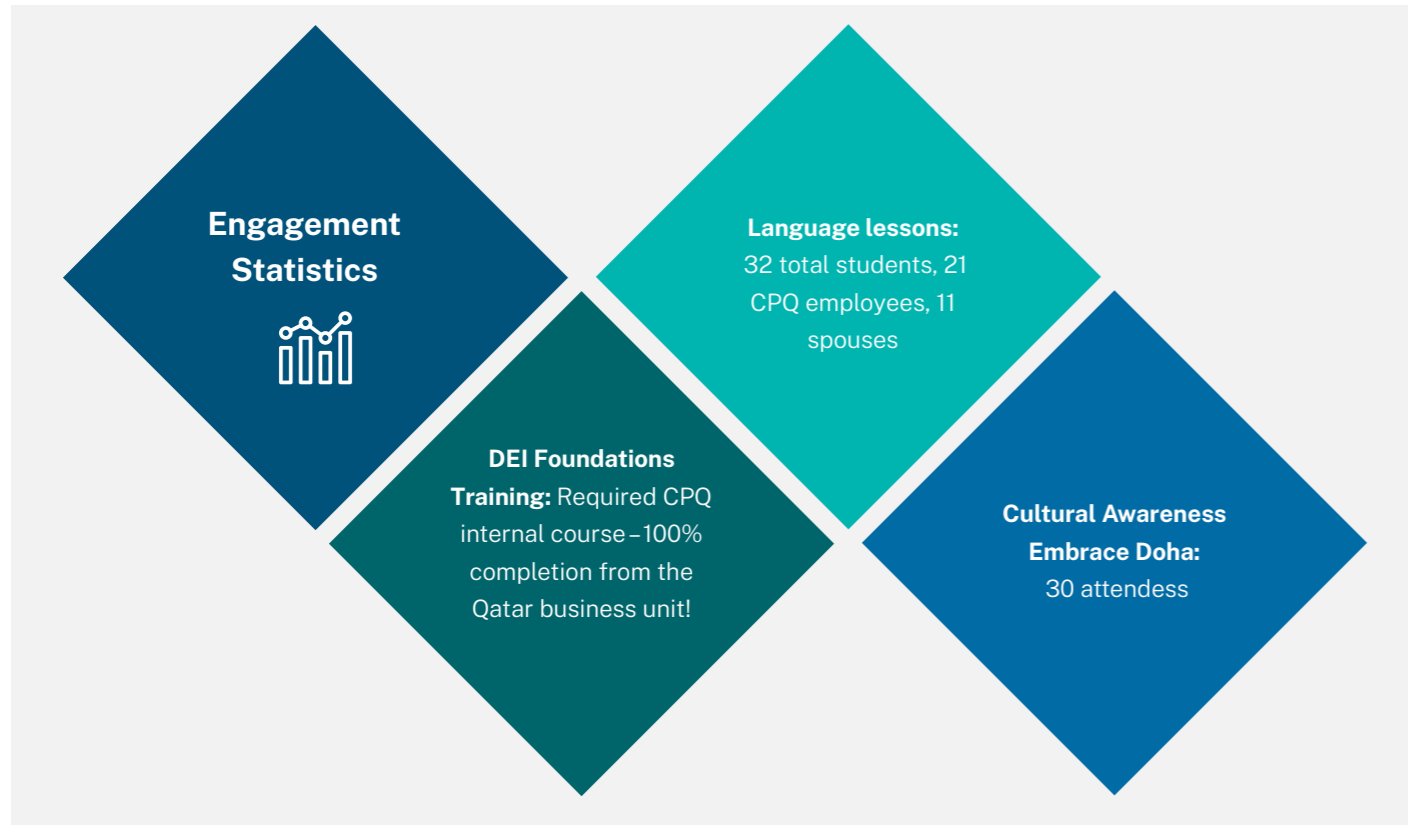 Engagement
Statistics
DEI Foundations
Training: Required CPQ
internal course – 100%
completion from the
Qatar business unit!
Language lessons:
32 total students, 21
CPQ employees, 11
spouses
Cultural Awareness
Embrace Doha:
30 attendess